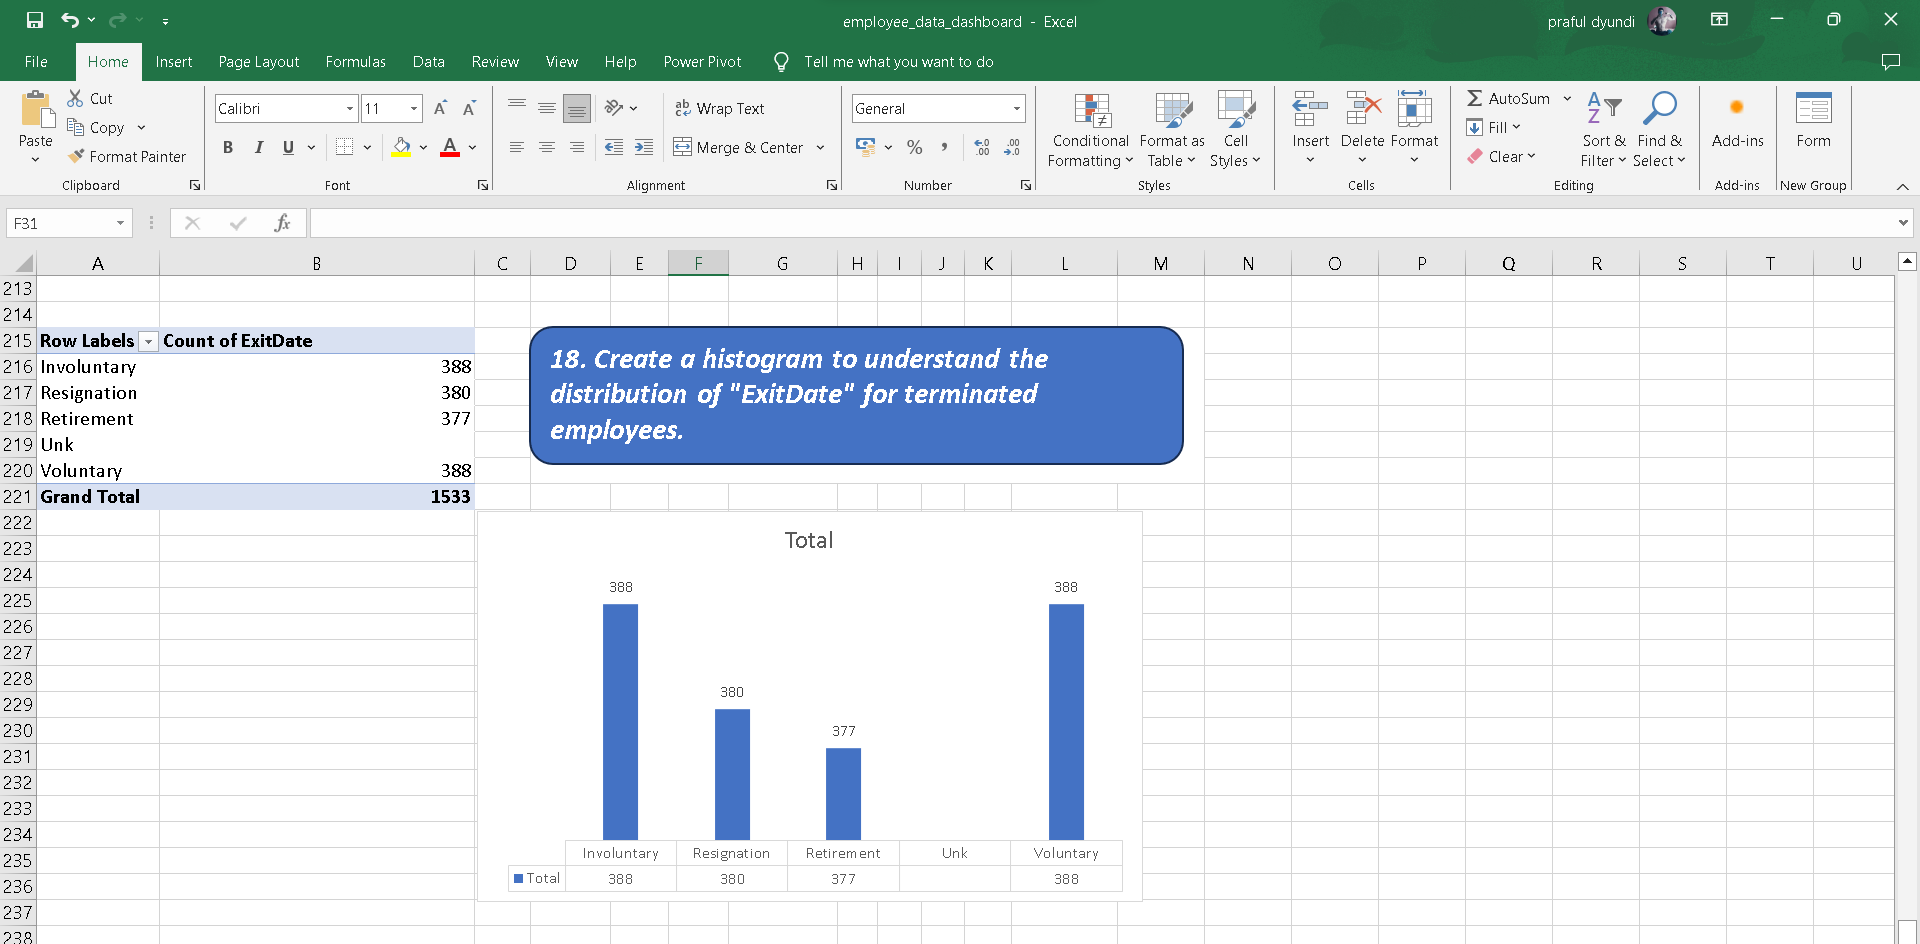 employee_data_dashboard - Excel
praful dyundi
File Home Insert Page Layout Formulas Data Review View Help Power Pivot Tell me what you want to do
Paste
Cut
Copy
Format Painter
Clipboard
Calibri 11
A A
B I U A
Font
ab Wrap Text
Merge & Center
Alignment
General
% , .00 .00
Number
Conditional Formatting
Format as Table
Cell Styles
Styles
Insert Delete Format
Cells
AutoSum
Fill
Clear
Sort & Filter
Find & Select
Editing
Add-ins
Add-ins
Form
New Group
F31
fx
A B C D E F G H I J K L M N O P Q R S T U
213
214
215 Row Labels Count of ExitDate
216 Involuntary 388
217 Resignation 380
218 Retirement 377
219 Unk
220 Voluntary 388
221 Grand Total 1533
222
223
224
225
226
227
228
229
230
231
232
233
234
235
236
237
238
18. Create a histogram to understand the
distribution of "ExitDate" for terminated
employees.
Total
388 380 377 388
Involuntary Resignation Retirement Unk Voluntary
Total 388 380 377 388